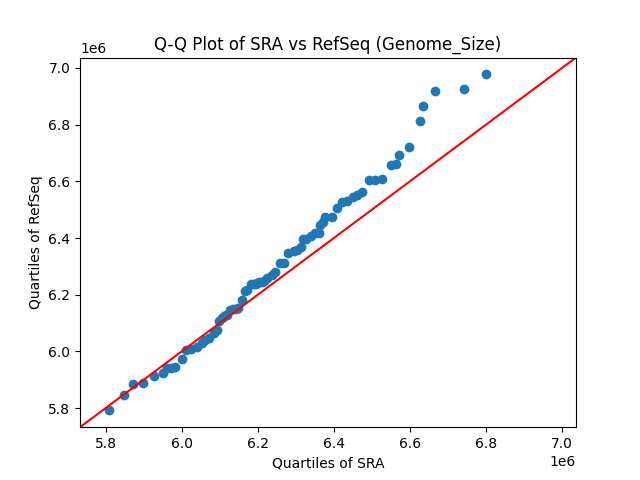 Q-Q Plot of SRA vs RefSeq (Genome_Size)
1e6
7.0
6.8
6.6
6.4
6.2
6.0
5.8
Quartiles of RefSeq
5.8 6.0 6.2 6.4 6.6 6.8 7.0
Quartiles of SRA
1e6